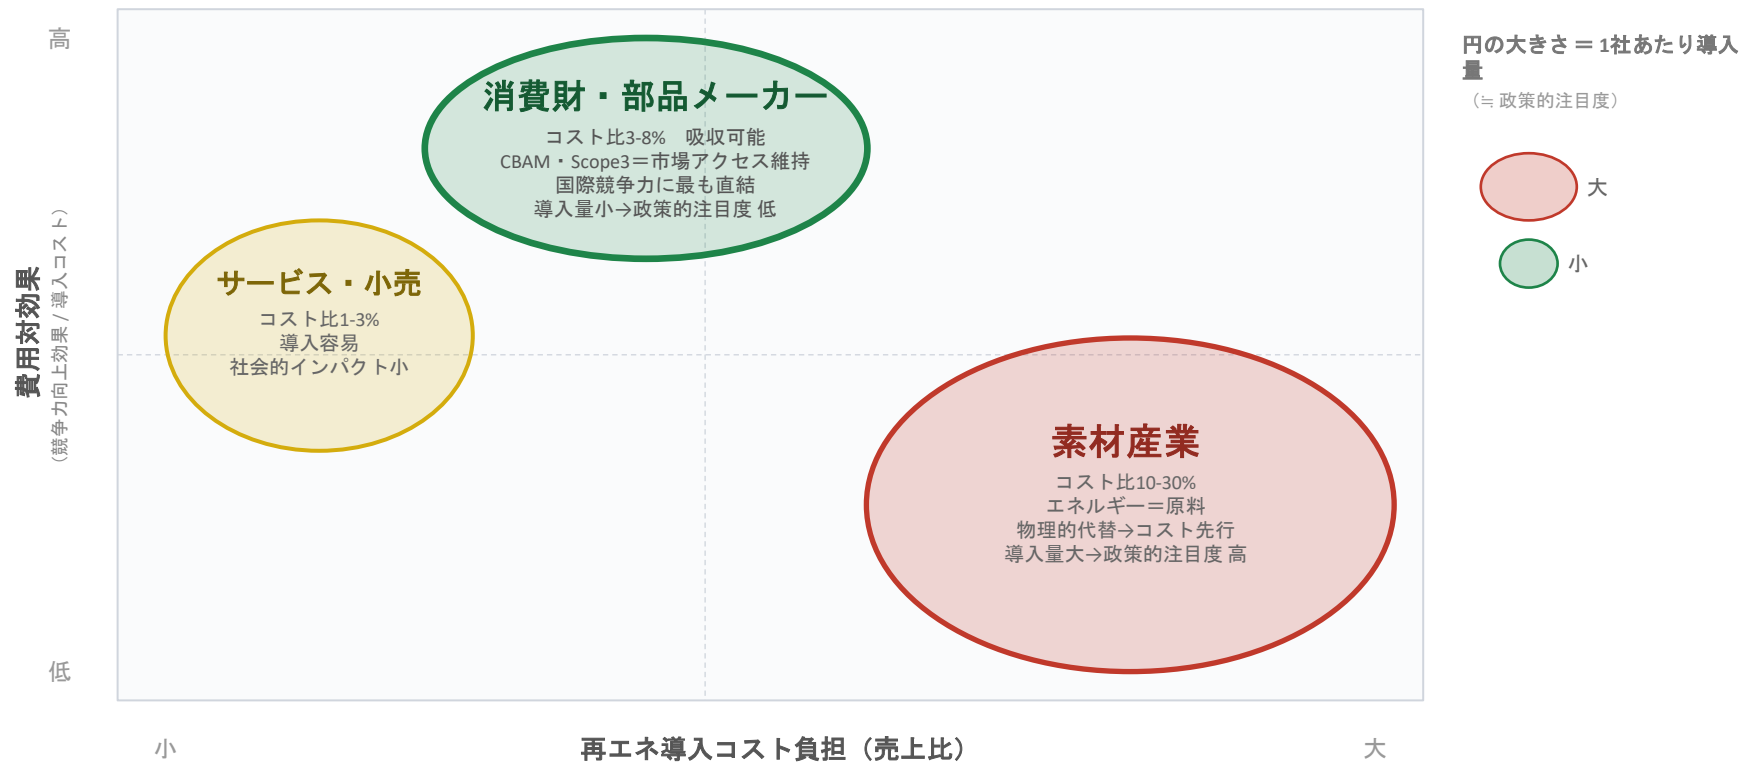 高
費用対効果
（競争力向上効果 / 導入コスト）
低
消費財・部品メーカー
コスト比3-8%　吸収可能
CBAM・Scope3＝市場アクセス維持
国際競争力に最も直結
導入量小→政策的注目度 低
サービス・小売
コスト比1-3%
導入容易
社会的インパクト小
素材産業
コスト比10-30%
エネルギー＝原料
物理的代替→コスト先行
導入量大→政策的注目度 高
小
再エネ導入コスト負担（売上比）
大
円の大きさ ＝ 1社あたり導入
量
（≒ 政策的注目度）
大
小